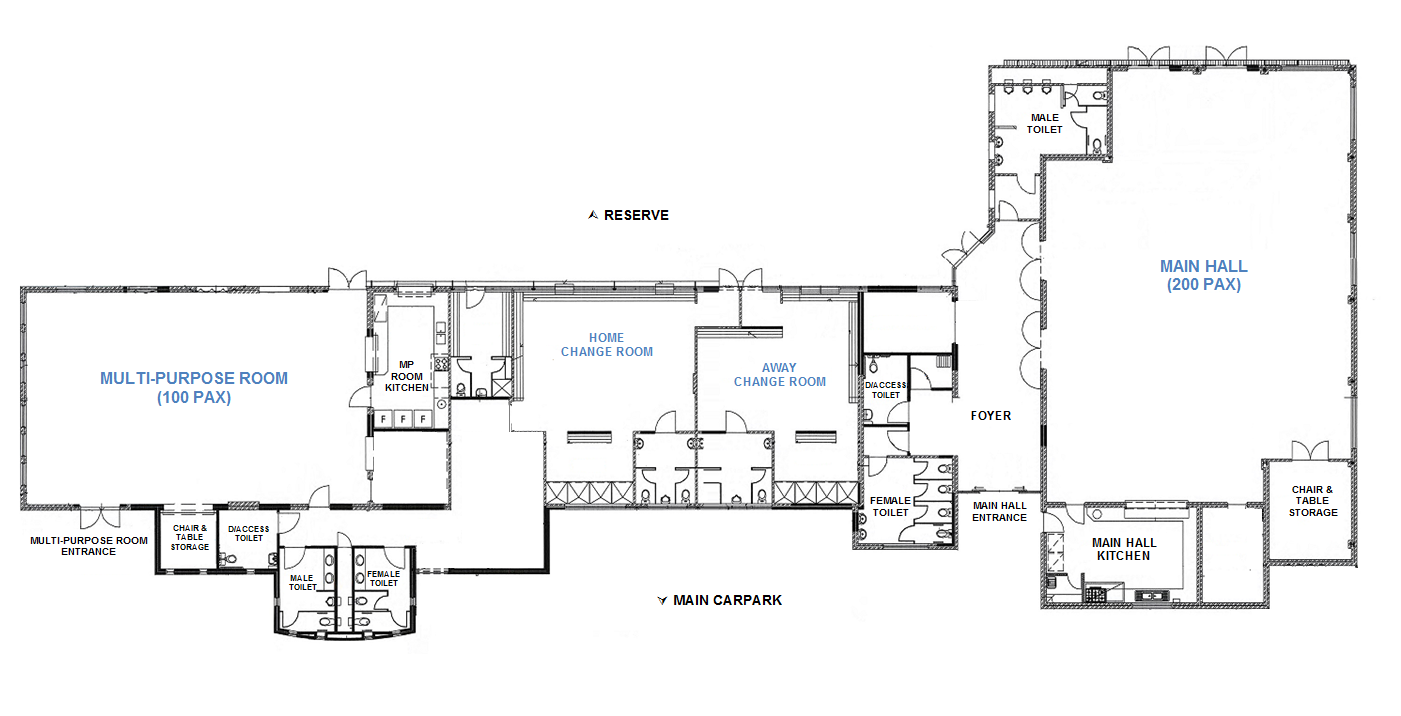 MALE
TOILET
RESERVE
MAIN HALL
(200 PAX)
HOME
CHANGE ROOM
MP
ROOM
KITCHEN
AWAY
CHANGE ROOM
MULTI-PURPOSE ROOM
(100 PAX)
D/ACCESS
TOILET
F F F
FOYER
CHAIR &
TABLE
STORAGE
FEMALE
TOILET
MAIN HALL
ENTRANCE
MULTI-PURPOSE ROOM
ENTRANCE
CHAIR &
TABLE
STORAGE
D/ACCESS
TOILET
MAIN HALL
KITCHEN
MALE
TOILET
FEMALE
TOILET
MAIN CARPARK